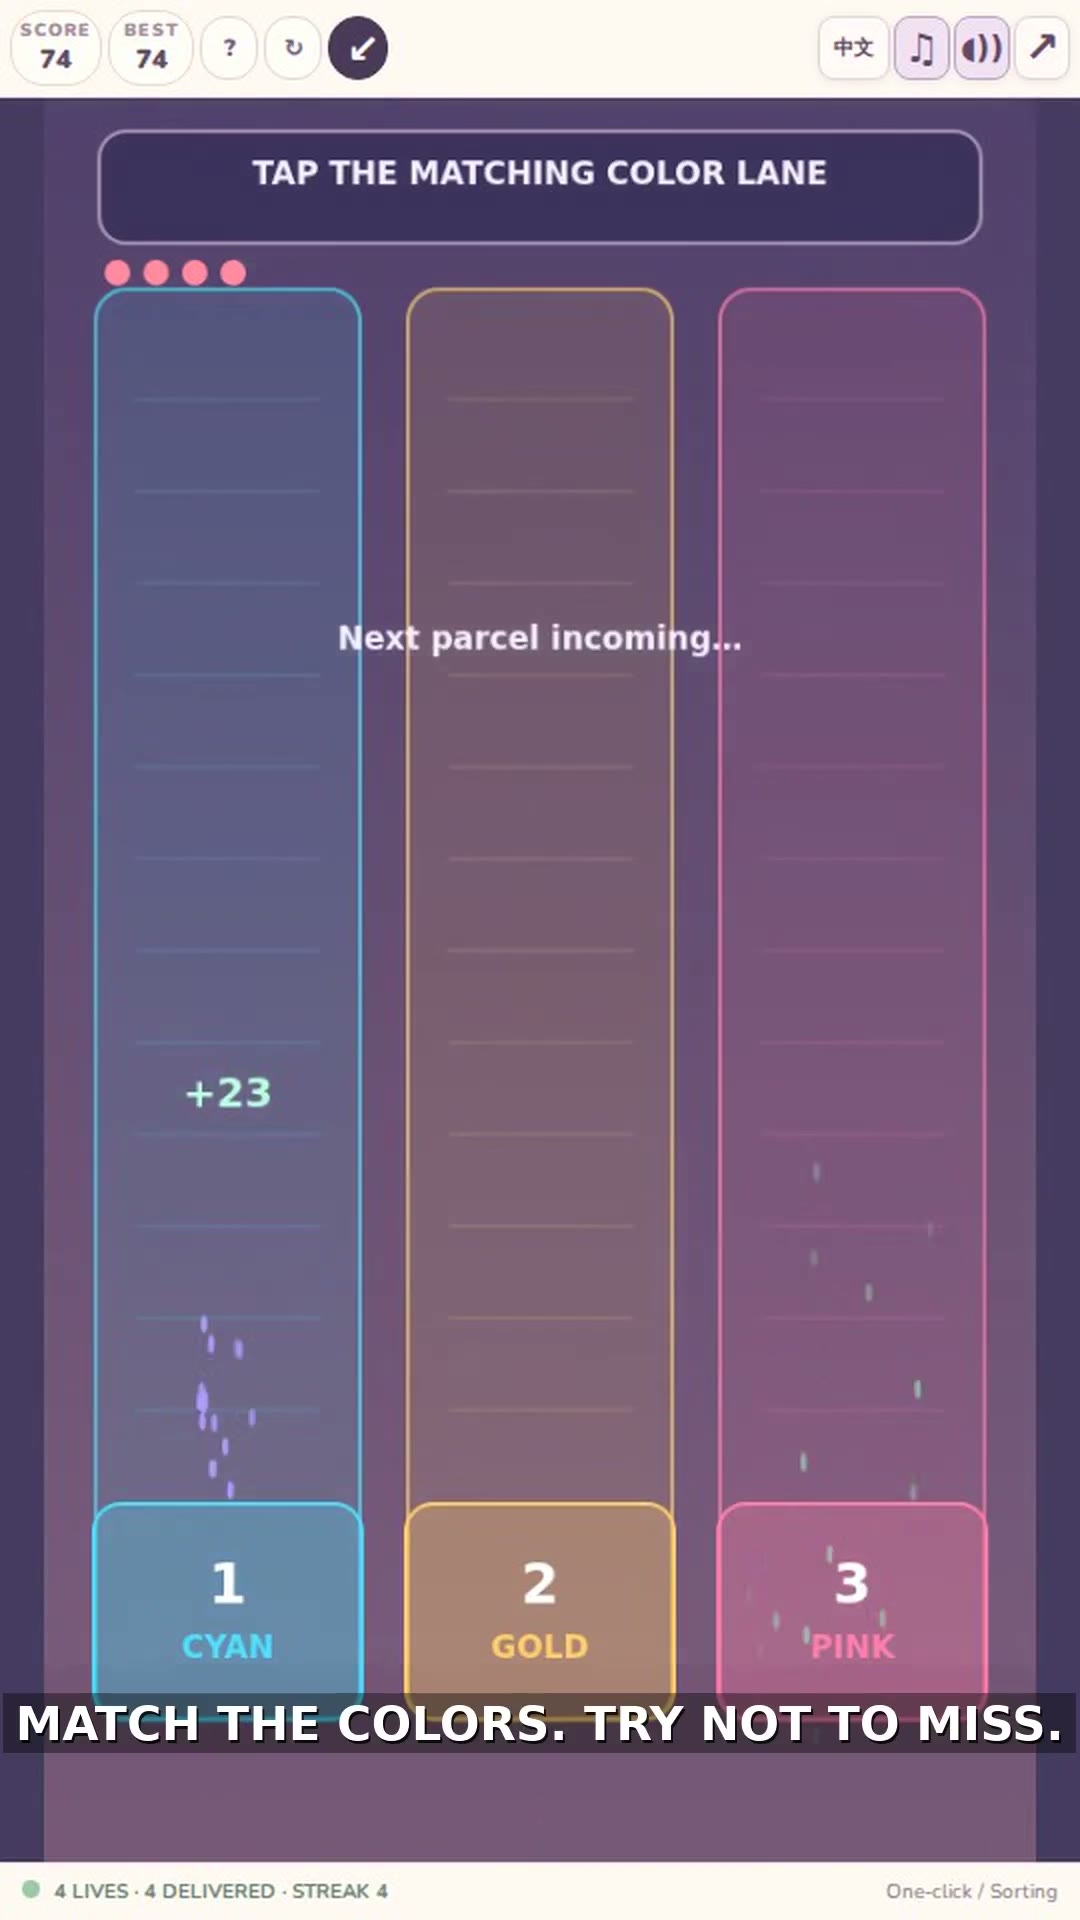 SCORE
74
BEST
74
?
↻
↙
中文
♫
↗
TAP THE MATCHING COLOR LANE
Next parcel incoming...
+23
1
CYAN
2
GOLD
3
PINK
MATCH THE COLORS. TRY NOT TO MISS.
4 LIVES · 4 DELIVERED · STREAK 4
One-click / Sorting